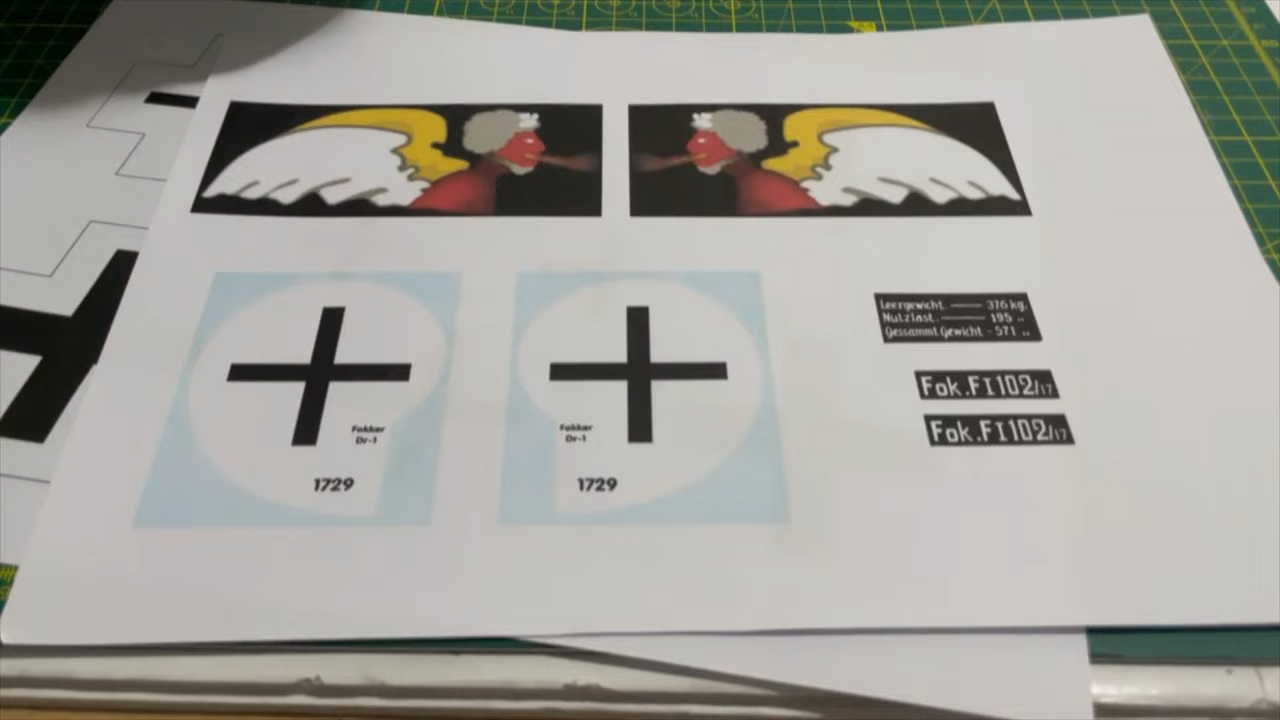 Leergewicht. —— 376 kg.
Nutzlast. —— 195 ..
Gessammt Gewicht - 571 ..
Fok.FI102/17
Fok.FI102/17
Fokker
Dr-1
1729
Fokker
Dr-1
1729